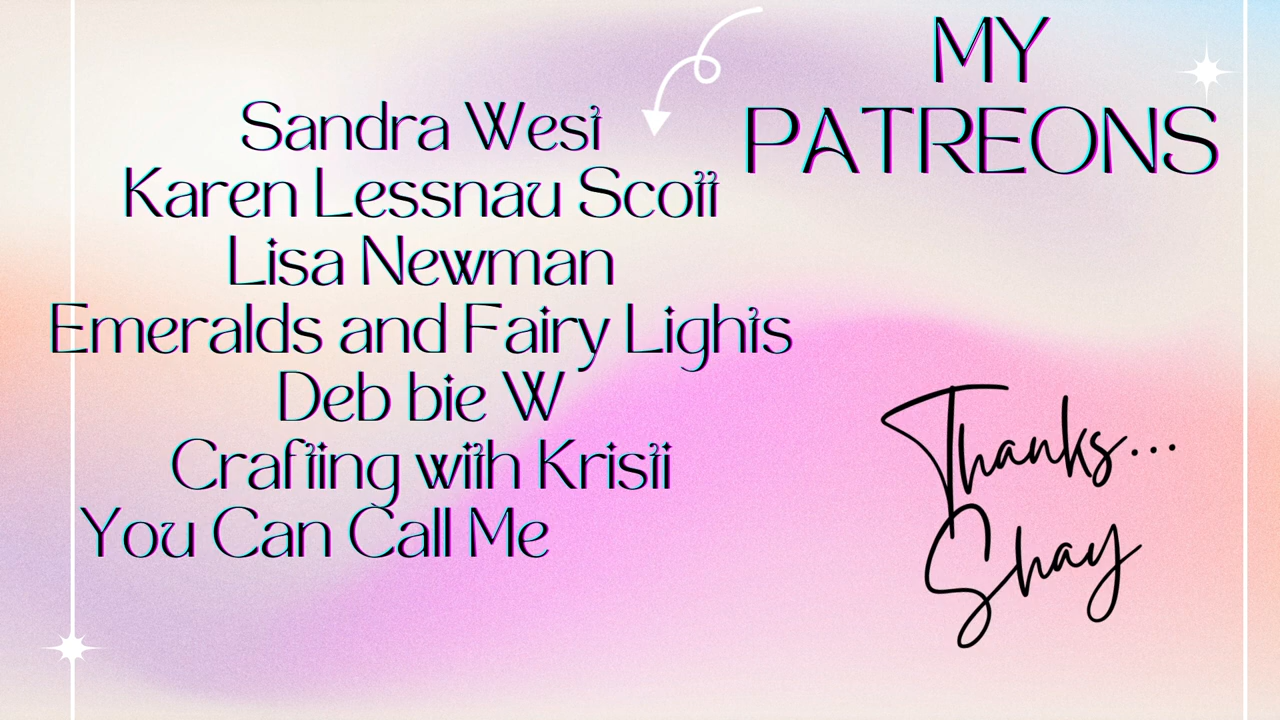 MY
PATREONS
Sandra West
Karen Lessnau Scott
Lisa Newman
Emeralds and Fairy Lights
Deb bie W
Crafting with Kristi
You Can Call Me
Thanks...
Shay